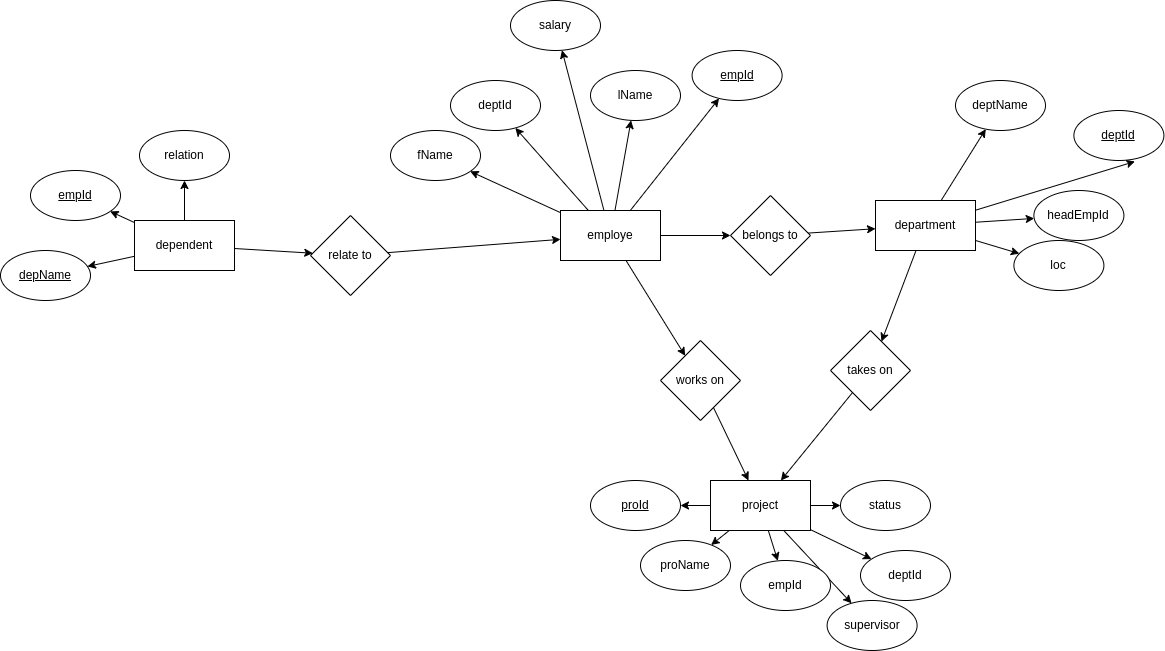 salary
empId
lName
deptId
deptName
deptId
fName
relation
empId
headEmpId
department
employe
belongs to
dependent
relate to
loc
depName
takes on
works on
proId
project
status
proName
empId
deptId
supervisor